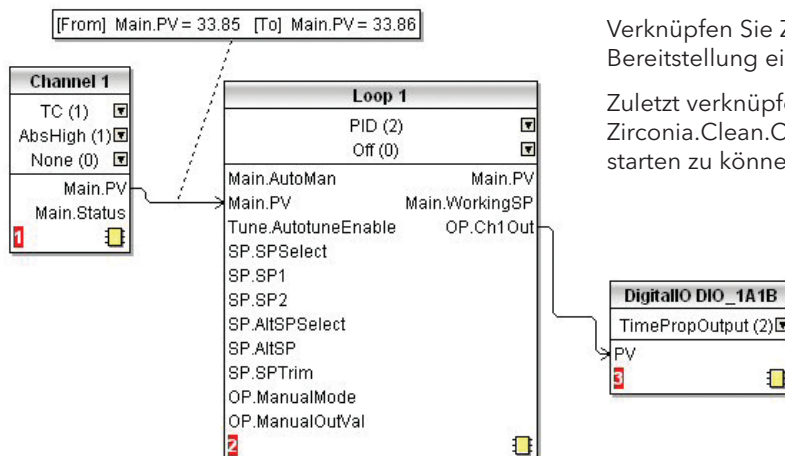 [From] Main.PV = 33.85 [To] Main.PV = 33.86
Channel 1
TC (1)
AbsHigh (1)
None (0)
Main.PV
Main.Status
1
Loop 1
PID (2)
Off (0)
Main.AutoMan Main.PV
Main.PV Main.WorkingSP
Tune.AutotuneEnable OP.Ch1Out
SP.SPSelect
SP.SP1
SP.SP2
SP.AltSPSelect
SP.AltSP
SP.SPTrim
OP.ManualMode
OP.ManualOutVal
2
Verknüpfen Sie
Bereitstellung
Zuletzt
Zirconia.Clean.
starten zu
DigitalIO DIO_1A1B
TimePropOutput (2)
PV
3